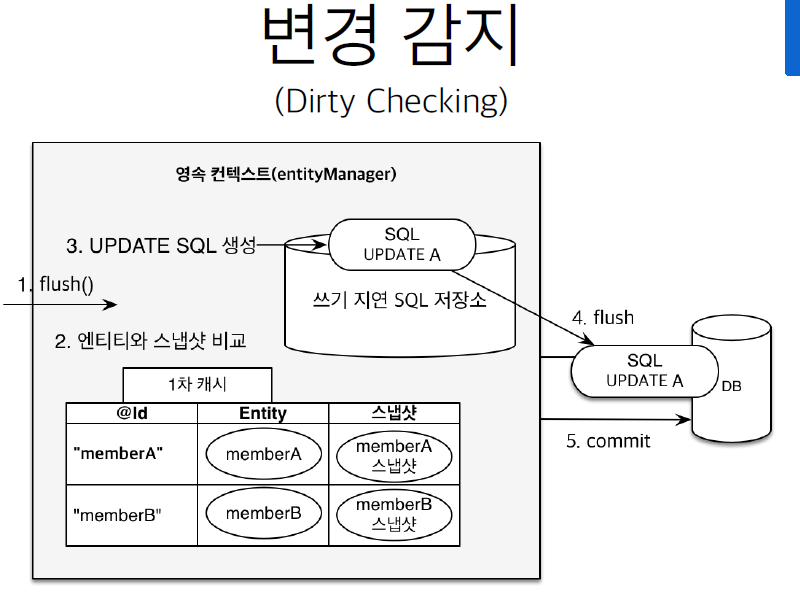 변경 감지
(Dirty Checking)
영속 컨텍스트(entityManager)
3. UPDATE SQL 생성
SQL
UPDATE A
1. flush()
쓰기 지연 SQL 저장소
2. 엔티티와 스냅샷 비교
4. flush
SQL
UPDATE A
DB
5. commit
1차 캐시
@Id Entity 스냅샷
"memberA" memberA memberA
스냅샷
"memberB" memberB memberB
스냅샷